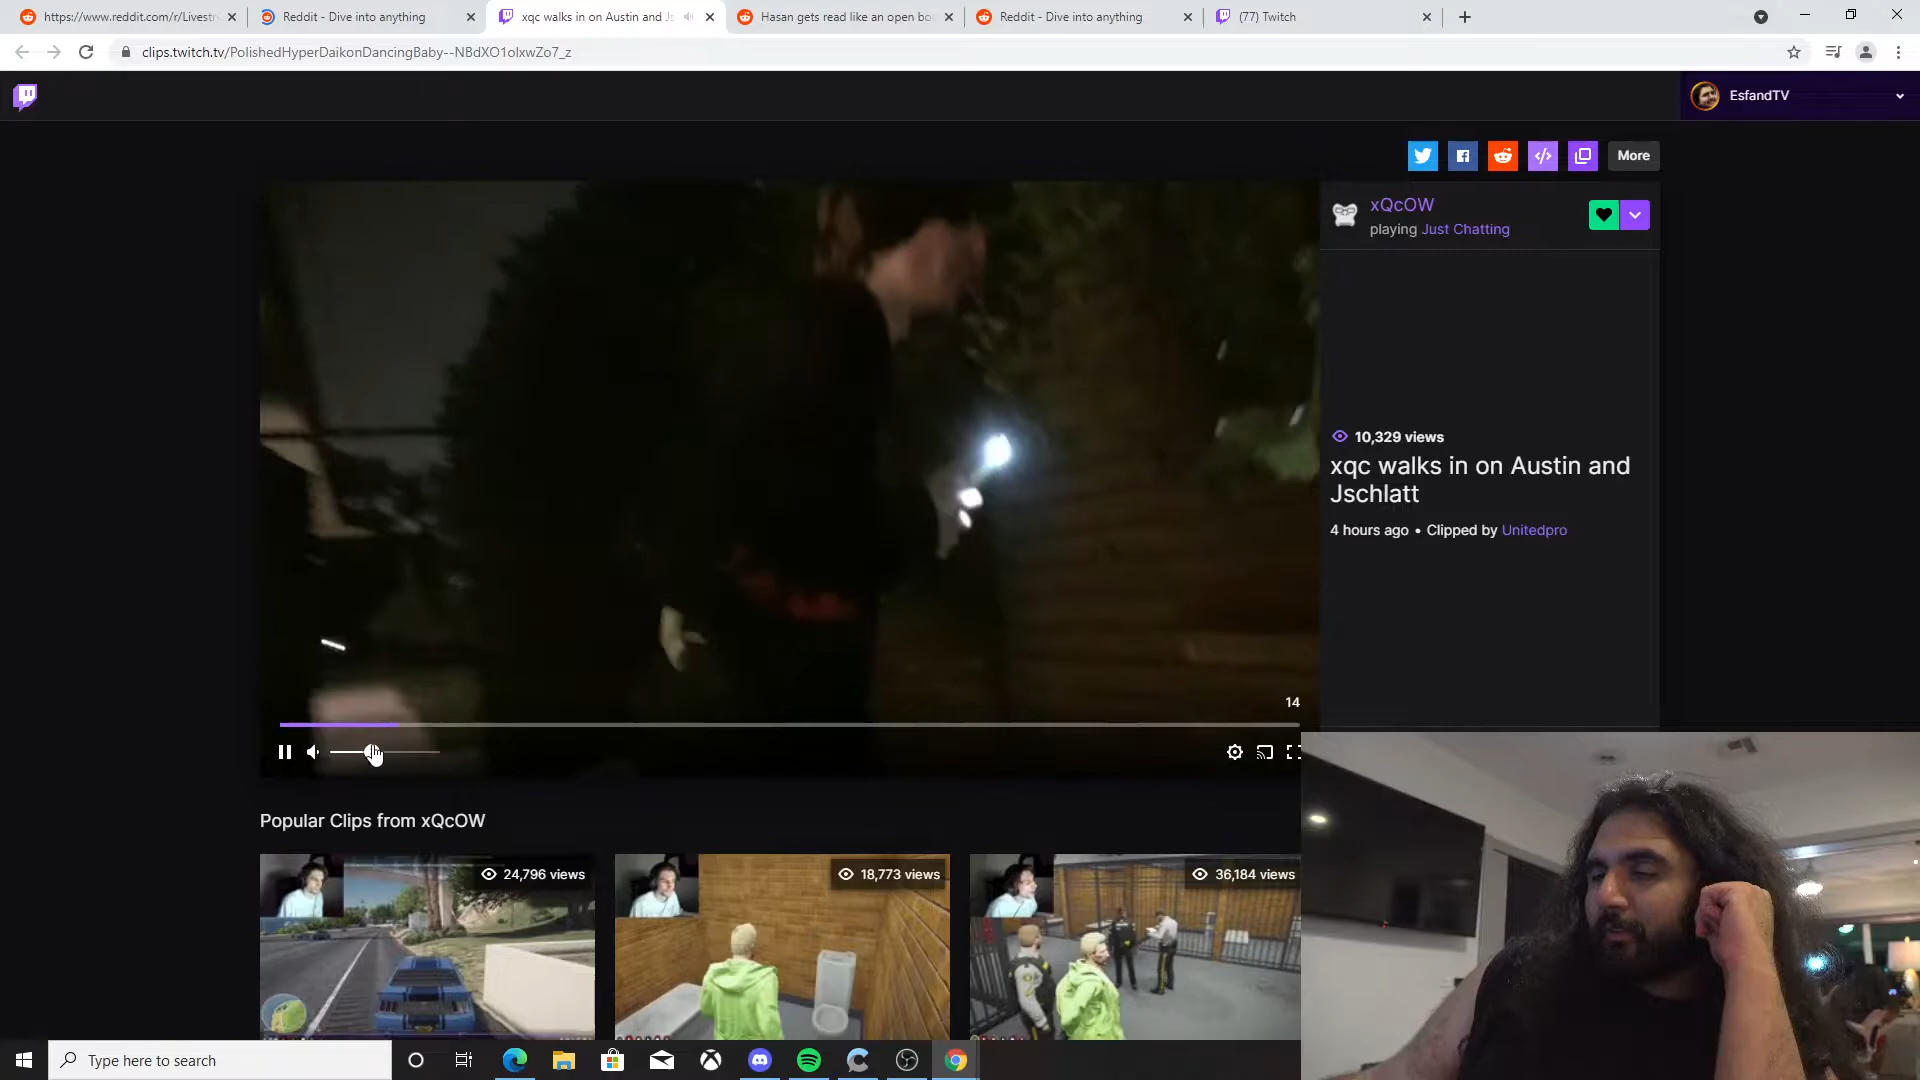 https://www.reddit.com/r/Livestr
Reddit - Dive into anything
xqc walks in on Austin and Js
Hasan gets read like an open bo
Reddit - Dive into anything
(77) Twitch
clips.twitch.tv/PolishedHyperDaikonDancingBaby--NBdXO1olxwZo7_z
EsfandTV
More
xQcOW
playing Just Chatting
10,329 views
xqc walks in on Austin and
Jschlatt
4 hours ago • Clipped by Unitedpro
14
Popular Clips from xQcOW
24,796 views
18,773 views
36,184 views
Type here to search